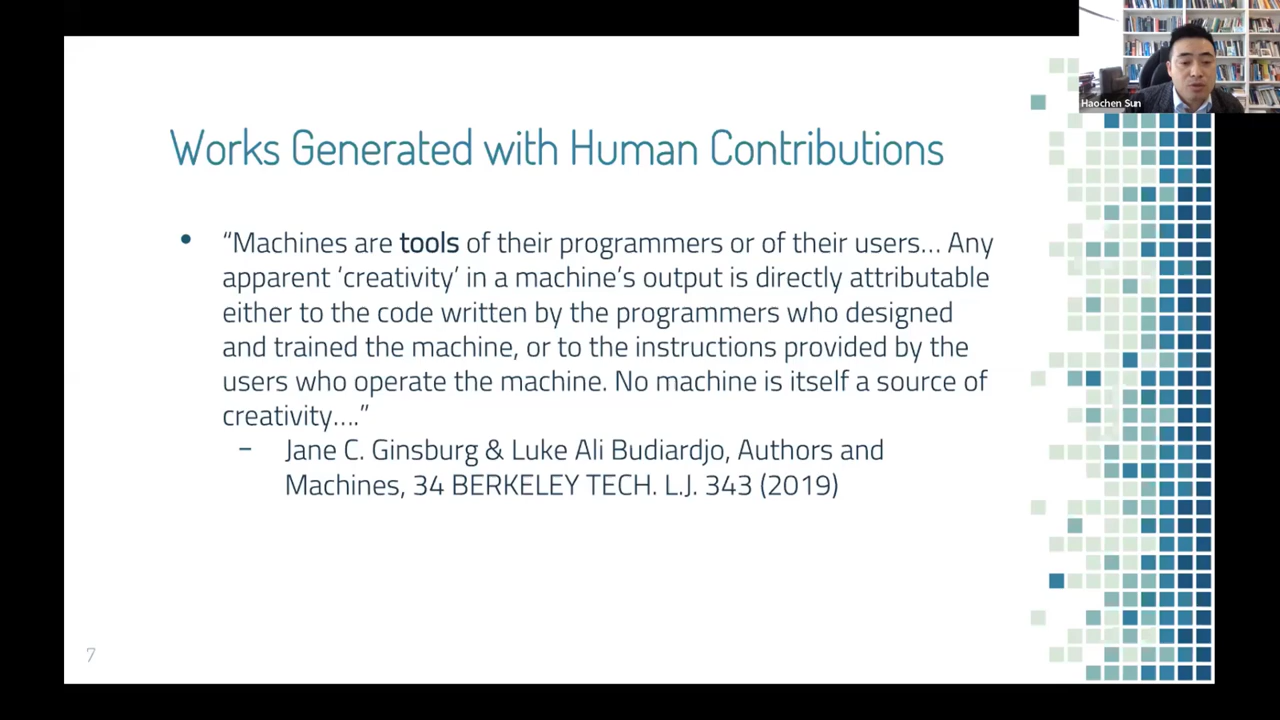 Haochen Sun
Works Generated with Human Contributions
• “Machines are tools of their programmers or of their users… Any
apparent ‘creativity’ in a machine’s output is directly attributable
either to the code written by the programmers who designed
and trained the machine, or to the instructions provided by the
users who operate the machine. No machine is itself a source of
creativity….”
− Jane C. Ginsburg & Luke Ali Budiardjo, Authors and
Machines, 34 BERKELEY TECH. L.J. 343 (2019)
7